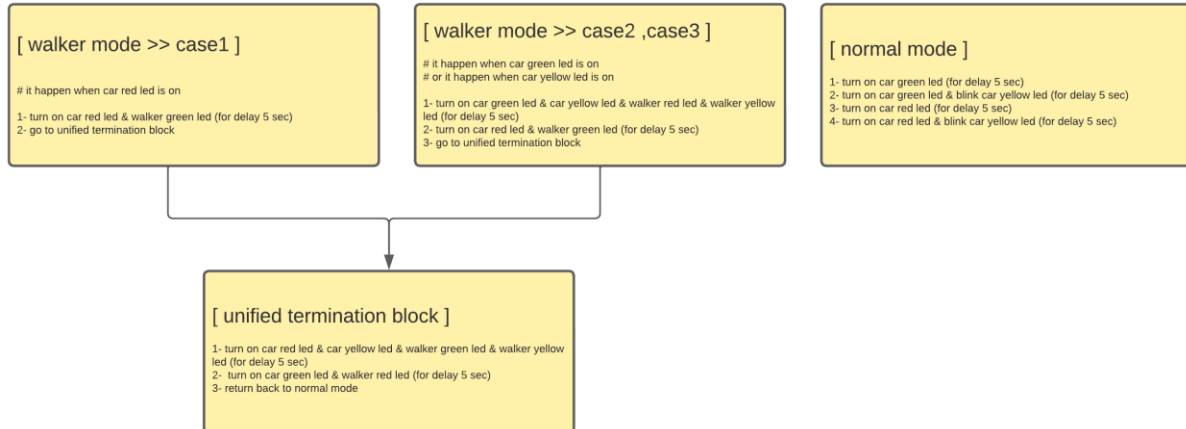 [ walker mode >> case1 ]
# it happen when car red led is on
1- turn on car red led & walker green led (for delay 5 sec)
2- go to unified termination block
[ walker mode >> case2 ,case3 ]
# it happen when car green led is on
# or it happen when car yellow led is on
1- turn on car green led & car yellow led & walker red led & walker yellow
led (for delay 5 sec)
2- turn on car red led & walker green led (for delay 5 sec)
3- go to unified termination block
[ normal mode ]
1- turn on car green led (for delay 5 sec)
2- turn on car green led & blink car yellow led (for delay 5 sec)
3- turn on car red led (for delay 5 sec)
4- turn on car red led & blink car yellow led (for delay 5 sec)
[ unified termination block ]
1- turn on car red led & car yellow led & walker green led & walker yellow
led (for delay 5 sec)
2-  turn on car green led & walker red led (for delay 5 sec)
3- return back to normal mode